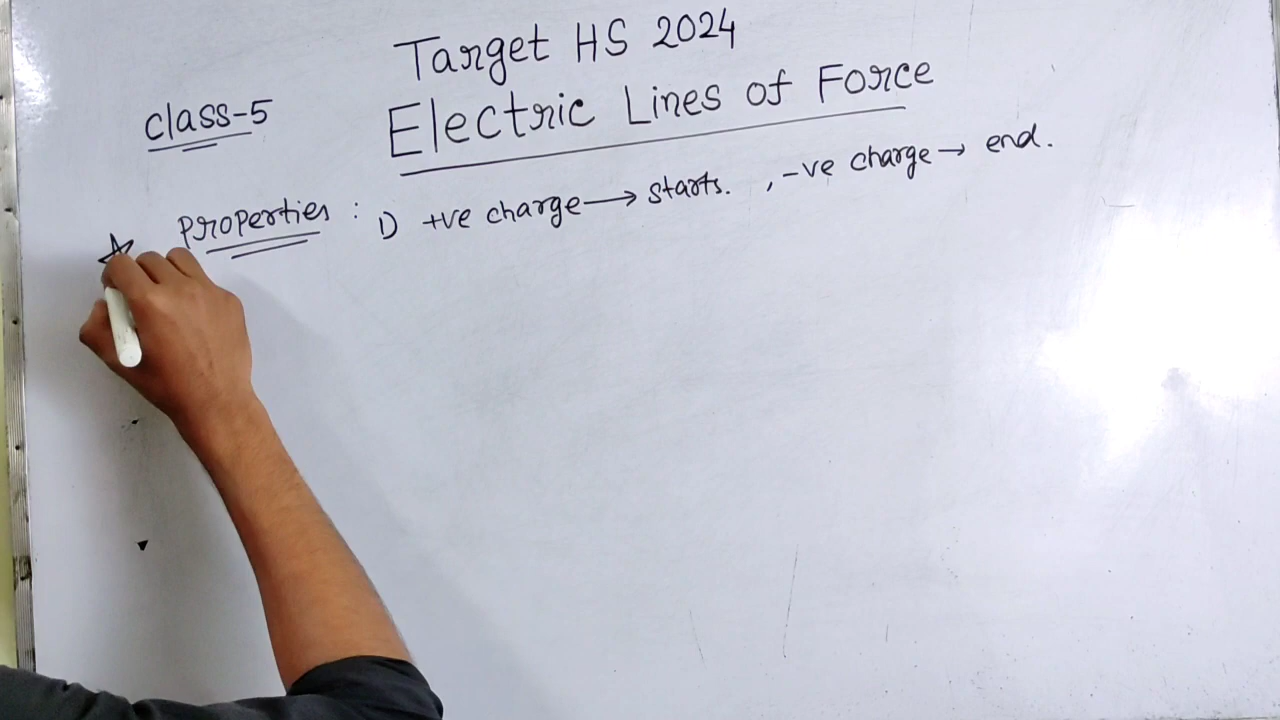 Target HS 2024
class-5
Electric Lines of Force
Properties : 1) +ve charge → starts. , -ve charge → end.